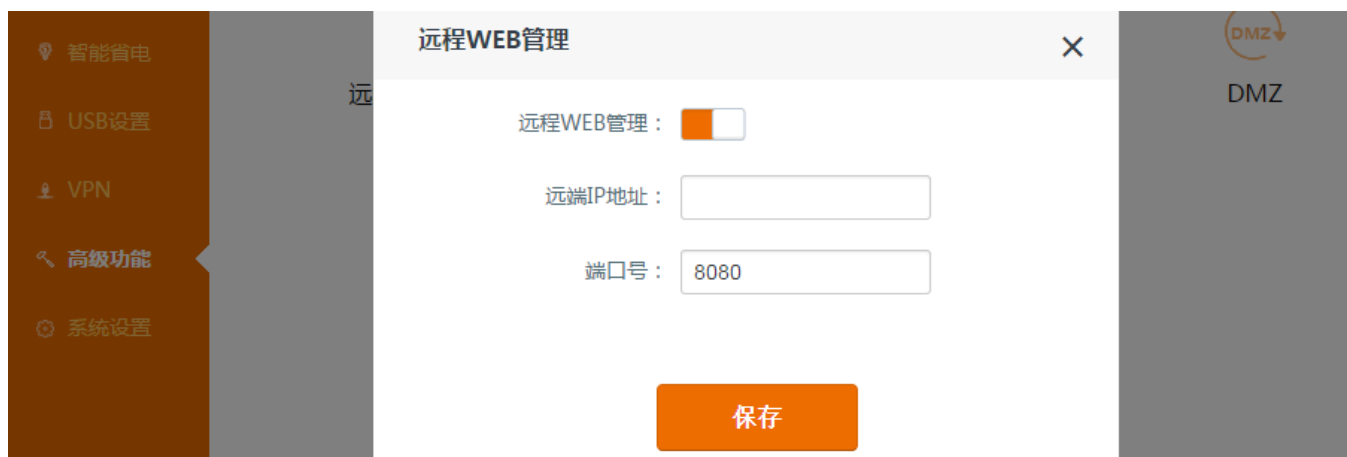 智能省电
USB设置
VPN
高级功能
系统设置
远
远程WEB管理
远程WEB管理：
远端IP地址：
端口号：
8080
保存
DMZ
DMZ